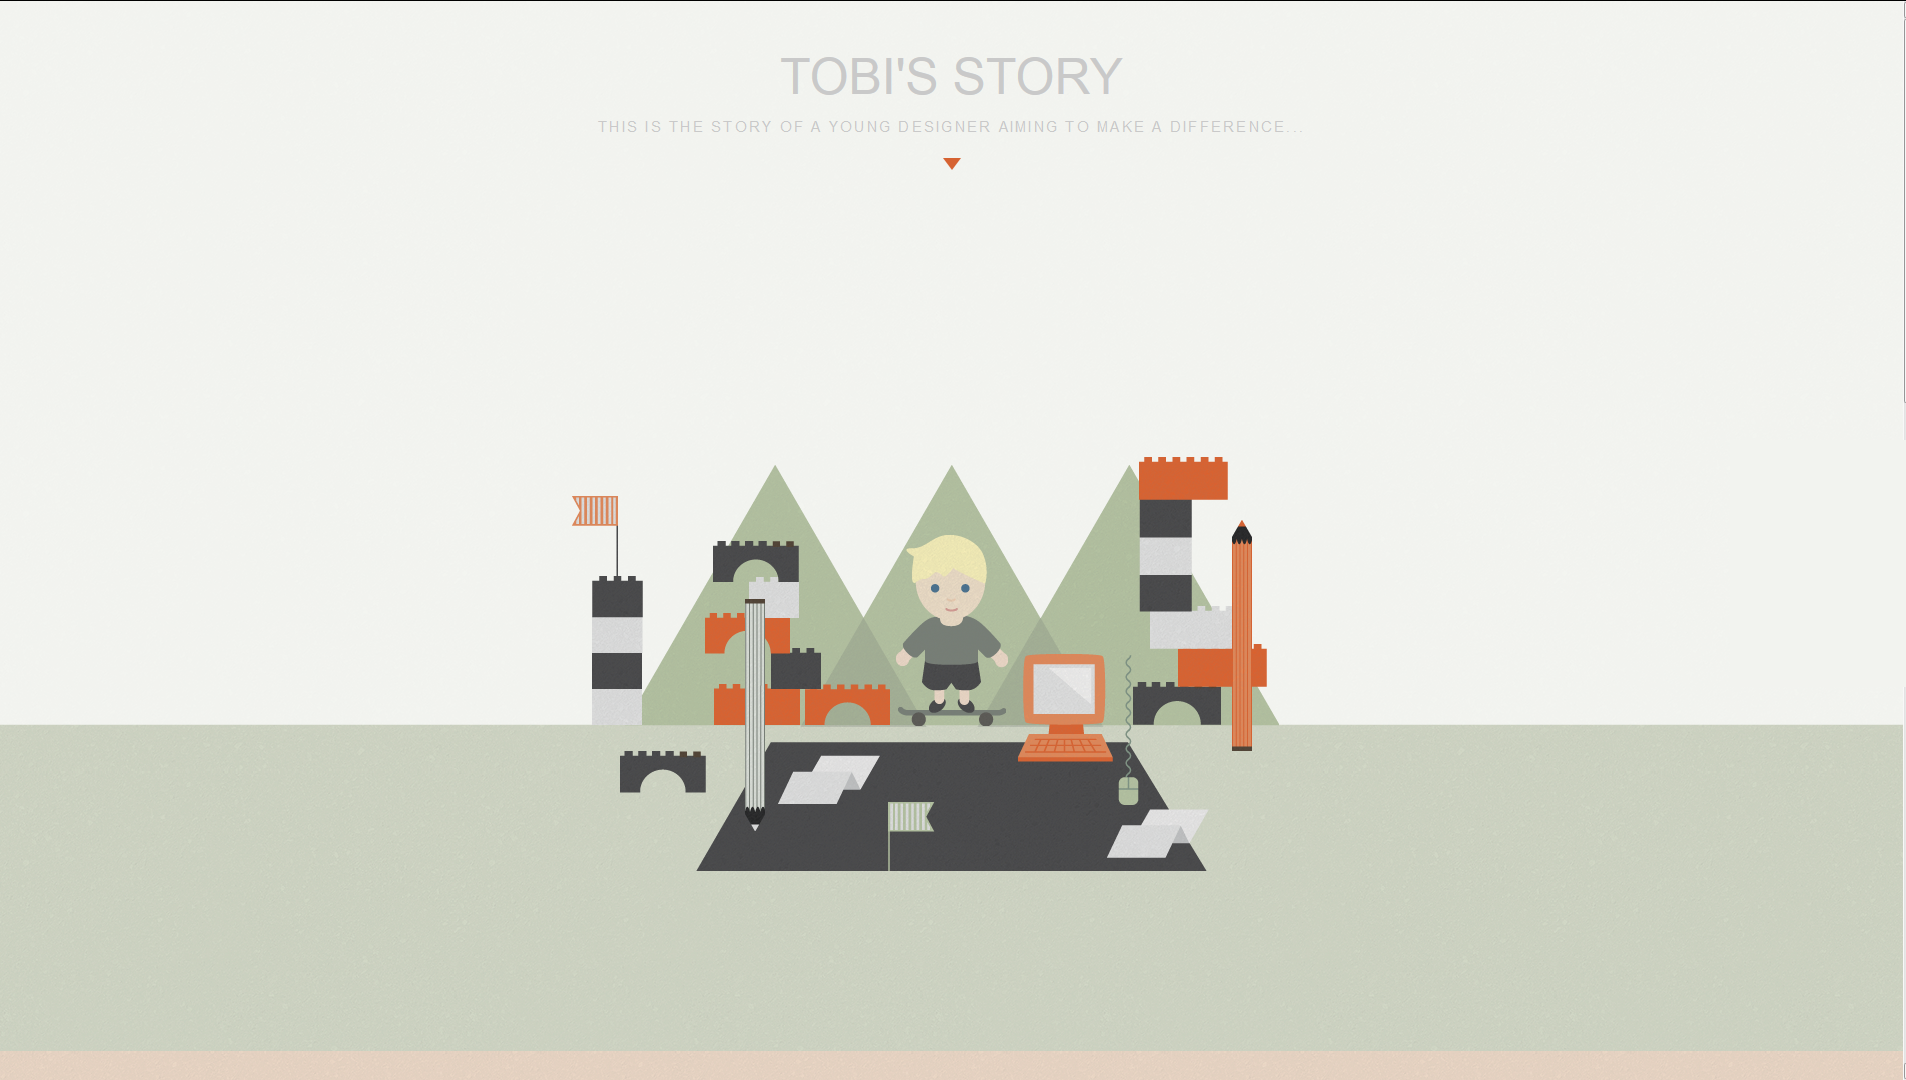 TOBI'S STORY
THIS IS THE STORY OF A YOUNG DESIGNER AIMING TO MAKE A DIFFERENCE...